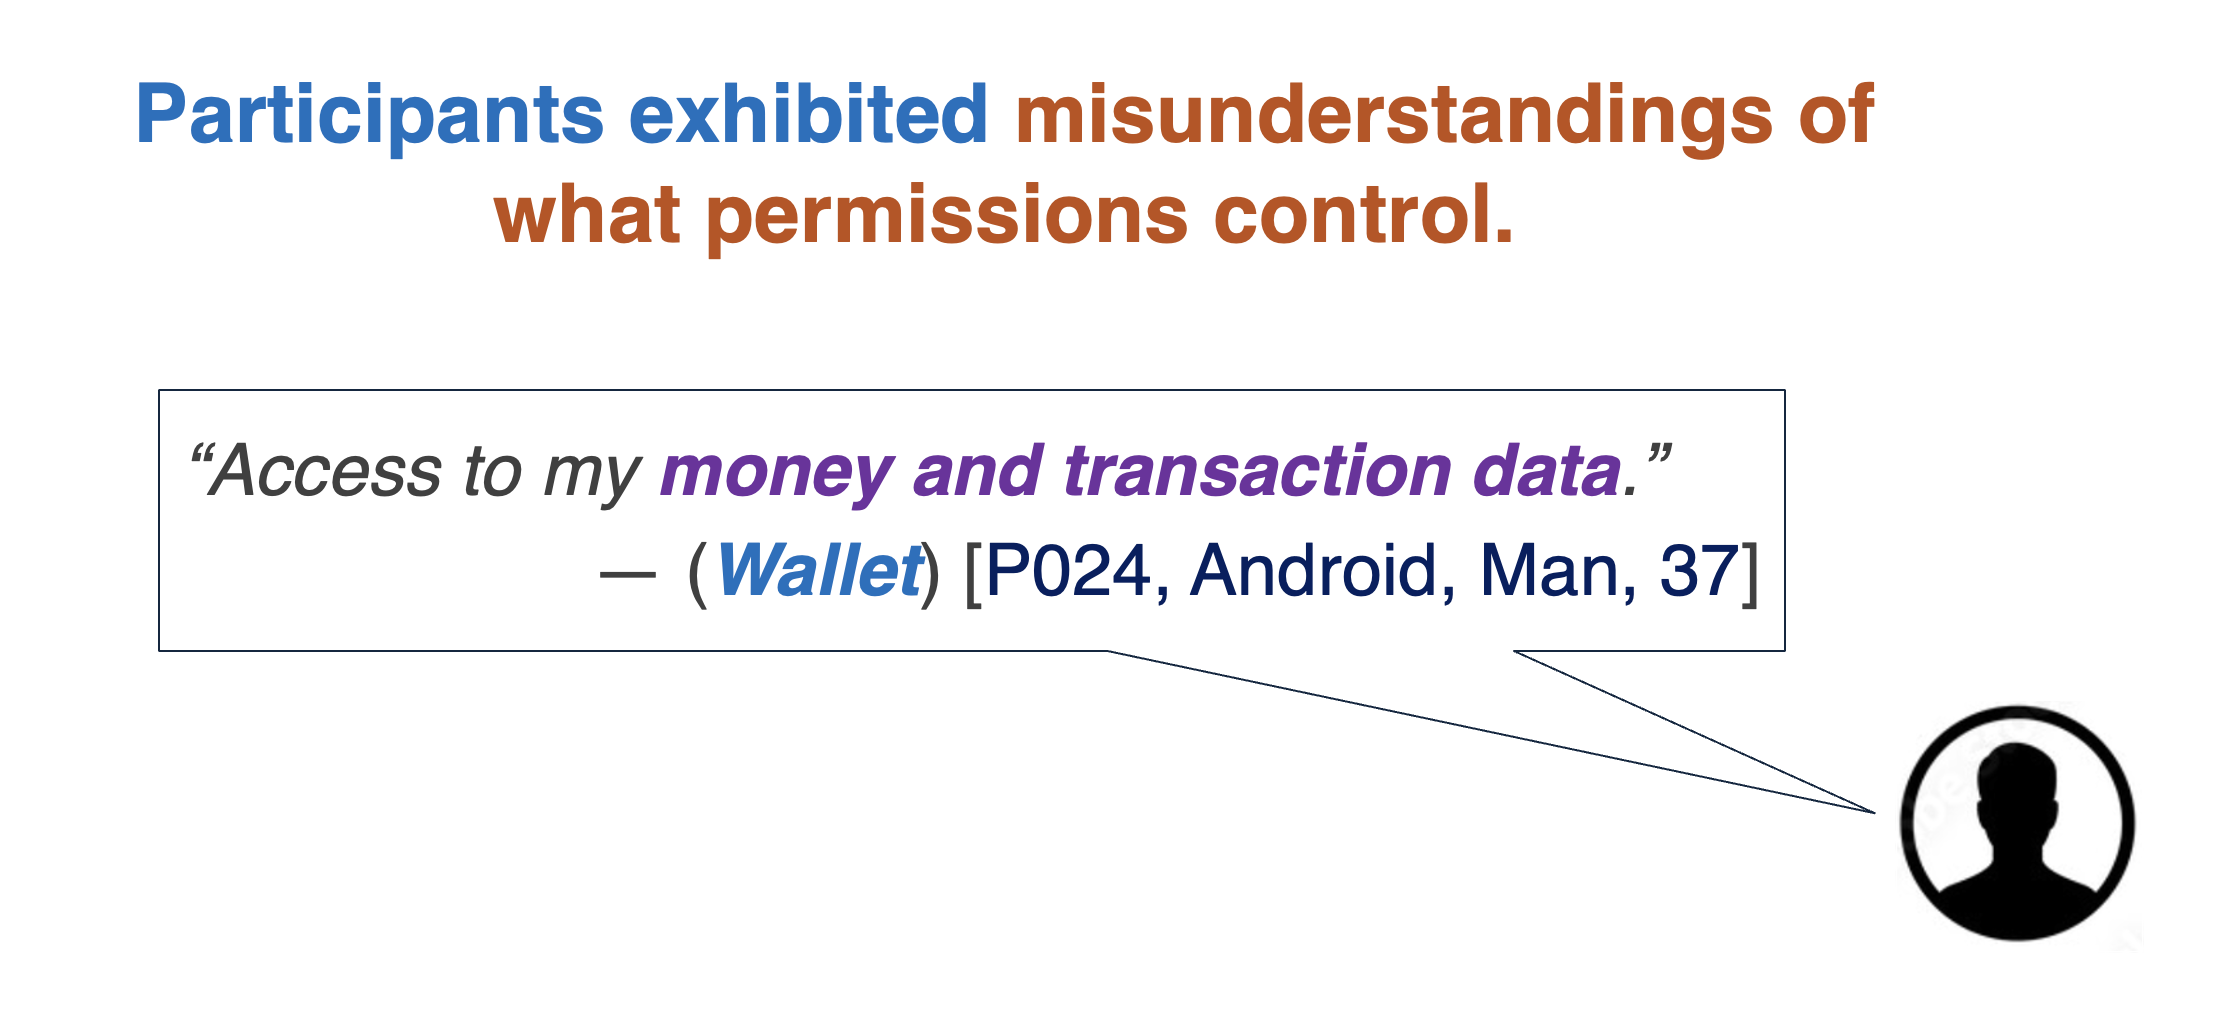 Participants exhibited misunderstandings of
what permissions control.
“Access to my money and transaction data.”
— (Wallet) [P024, Android, Man, 37]